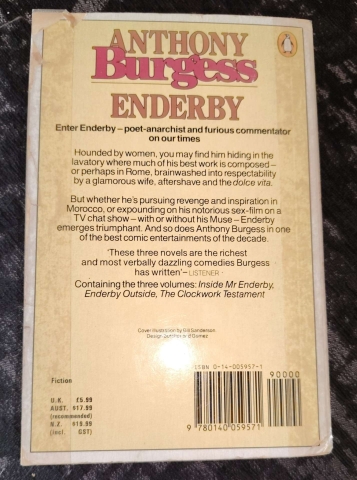 ANTHONY
Burgess
ENDERBY
Enter Enderby – poet-anarchist and furious commentator
on our times
Hounded by women, you may find him hiding in the
lavatory where much of his best work is composed –
or perhaps in Rome, brainwashed into respectability
by a glamorous wife, aftershave and the dolce vita.
But whether he's pursuing revenge and inspiration in
Morocco, or expounding on his notorious sex-film on a
TV chat show – with or without his Muse – Enderby
emerges triumphant. And so does Anthony Burgess in one
of the best comic entertainments of the decade.
'These three novels are the richest
and most verbally dazzling comedies Burgess
has written' – LISTENER
Containing the three volumes: Inside Mr Enderby,
Enderby Outside, The Clockwork Testament
Cover illustration by Bill Sanderson
Design
Fiction
ISBN 0-14-005957-1
90000
U.K. £5.99
AUST. $17.99
(recommended)
N.Z. $19.99
(incl. GST)
9 780140 059571